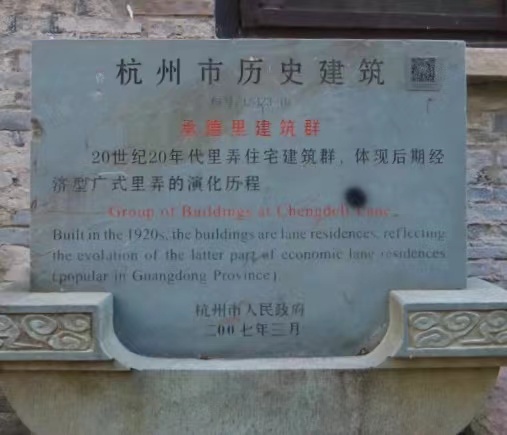 杭州市历史建筑
承德里建筑群
20世纪20年代里弄住宅建筑群，体现后期经
济型广式里弄的演化历程
Group of Buildings at Chengdeli Lane
Built in the 1920s, the buildings are lane residences, reflecting
the evolation of the latter part of economic lane residences
(popular in Guangdong Province)
杭州市人民政府
二00七年三月